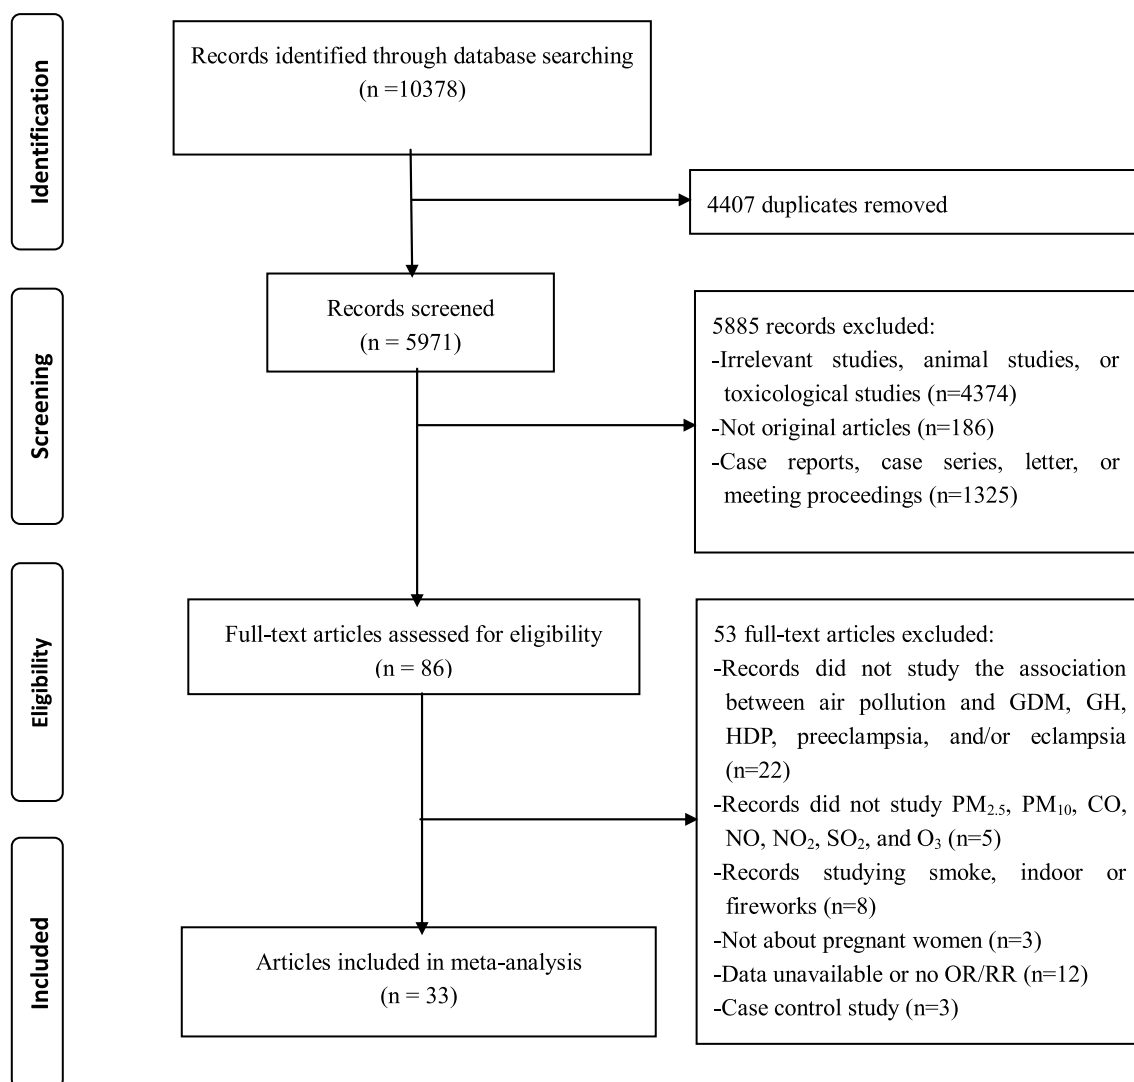 Identification
Records identified through database searching
(n =10378)
4407 duplicates removed
Screening
Records screened
(n = 5971)
5885 records excluded:
-Irrelevant studies, animal studies, or
toxicological studies (n=4374)
-Not original articles (n=186)
-Case reports, case series, letter, or
meeting proceedings (n=1325)
Eligibility
Full-text articles assessed for eligibility
(n = 86)
53 full-text articles excluded:
-Records did not study the association
between air pollution and GDM, GH,
HDP, preeclampsia, and/or eclampsia
(n=22)
-Records did not study PM2.5, PM10, CO,
NO, NO2, SO2, and O3 (n=5)
-Records studying smoke, indoor or
fireworks (n=8)
-Not about pregnant women (n=3)
-Data unavailable or no OR/RR (n=12)
-Case control study (n=3)
Included
Articles included in meta-analysis
(n = 33)